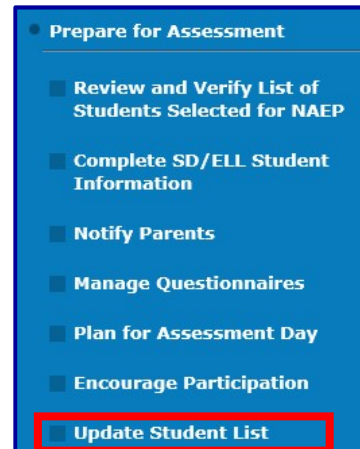 Prepare for Assessment
Review and Verify List of
Students Selected for NAEP
Complete SD/ELL Student
Information
Notify Parents
Manage Questionnaires
Plan for Assessment Day
Encourage Participation
Update Student List